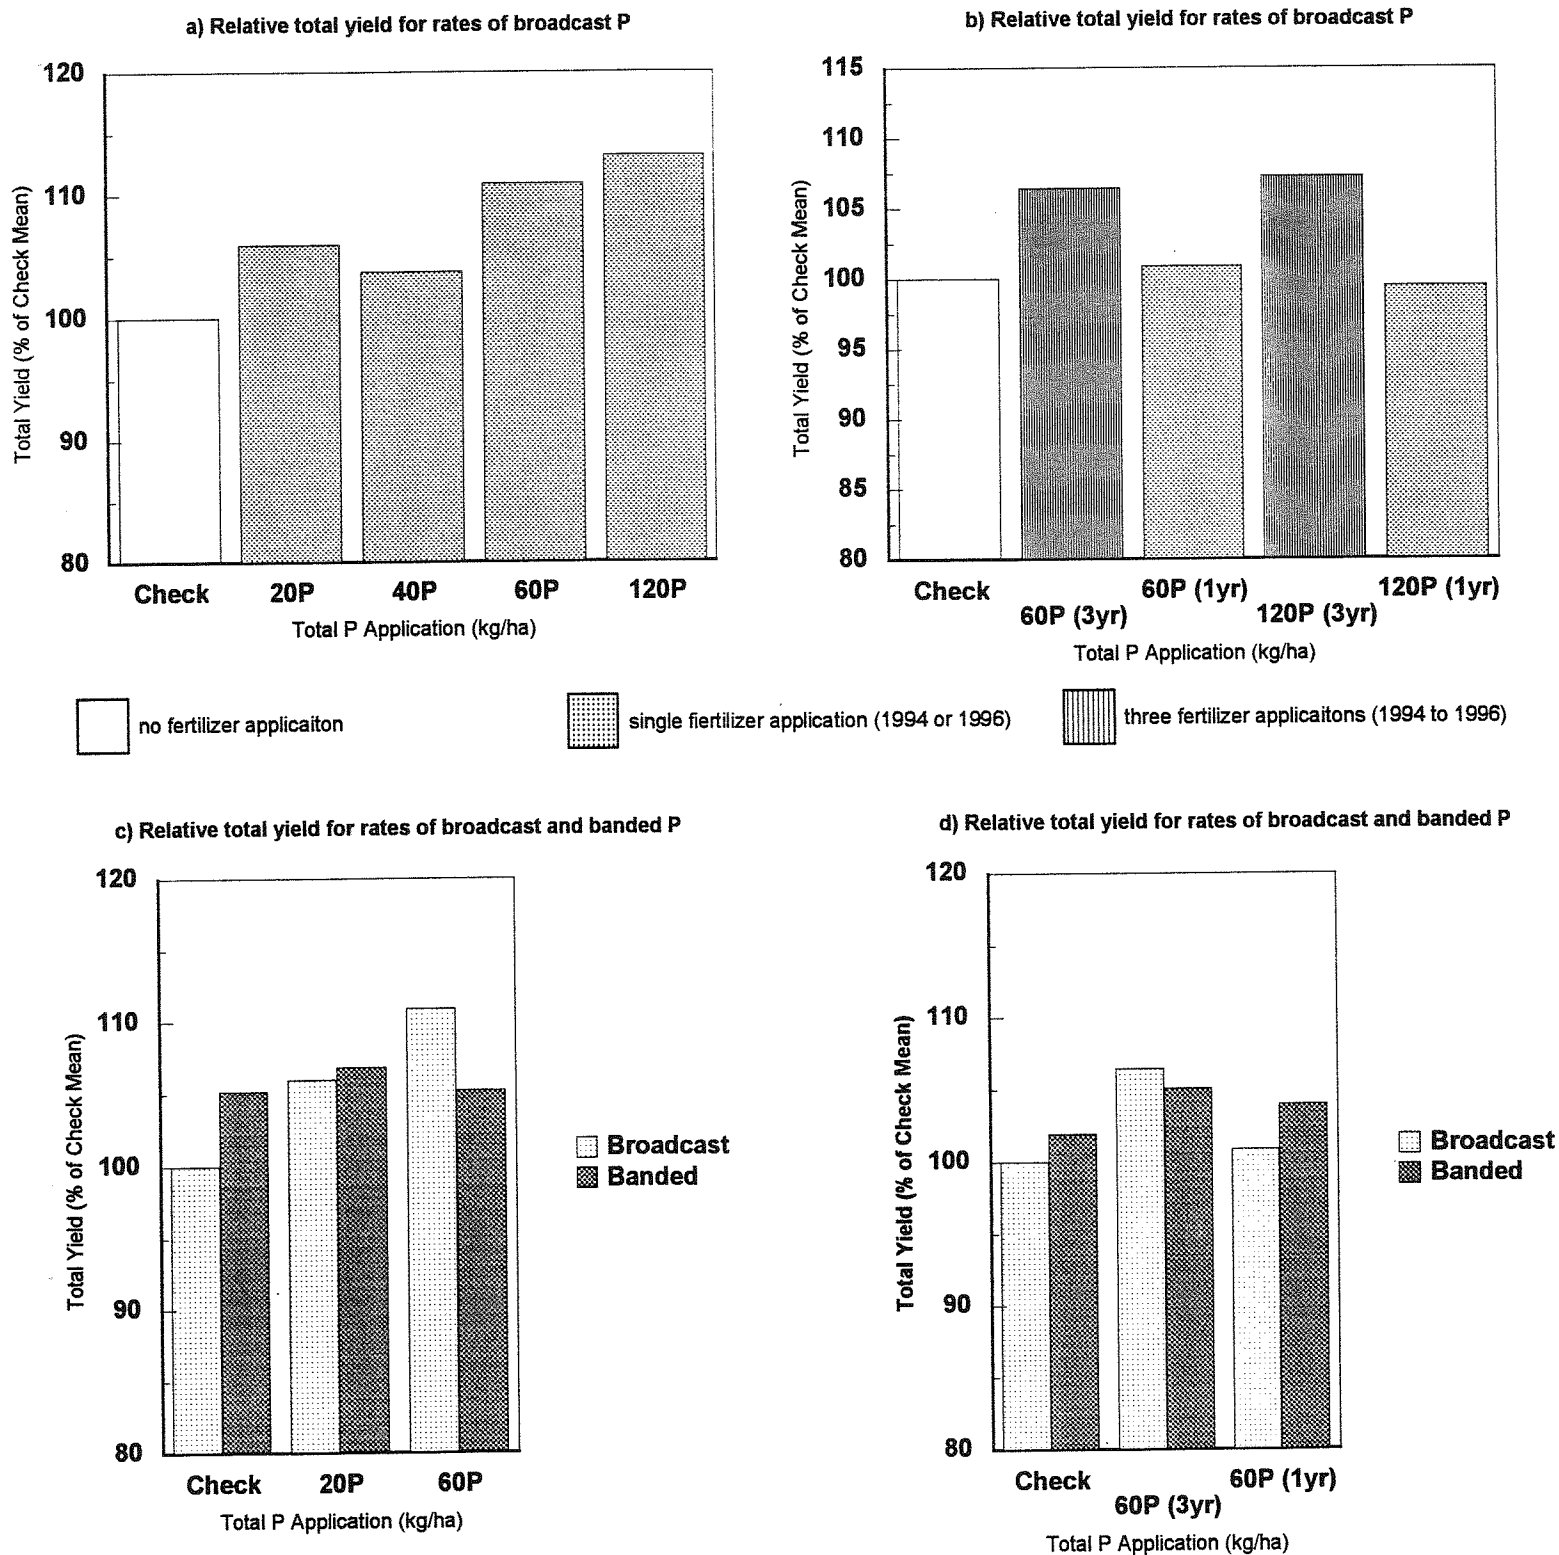 a) Relative total yield for rates of broadcast P
120
110
100
90
80
Total Yield (% of Check Mean)
Check
20P
40P
60P
120P
Total P Application (kg/ha)
b) Relative total yield for rates of broadcast P
115
110
105
100
95
90
85
80
Total Yield (% of Check Mean)
Check
60P (3yr)
60P (1yr)
120P (3yr)
120P (1yr)
Total P Application (kg/ha)
no fertilizer applicaiton
single fiertilizer application (1994 or 1996)
three fertilizer applicaitons (1994 to 1996)
c) Relative total yield for rates of broadcast and banded P
120
110
100
90
80
Total Yield (% of Check Mean)
Check
20P
60P
Total P Application (kg/ha)
Broadcast
Banded
d) Relative total yield for rates of broadcast and banded P
120
110
100
90
80
Total Yield (% of Check Mean)
Check
60P (3yr)
60P (1yr)
Total P Application (kg/ha)
Broadcast
Banded